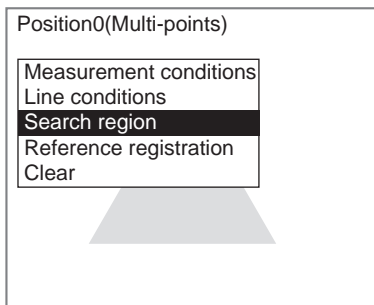 Position0(Multi-points)
Measurement conditions
Line conditions
Search region
Reference registration
Clear